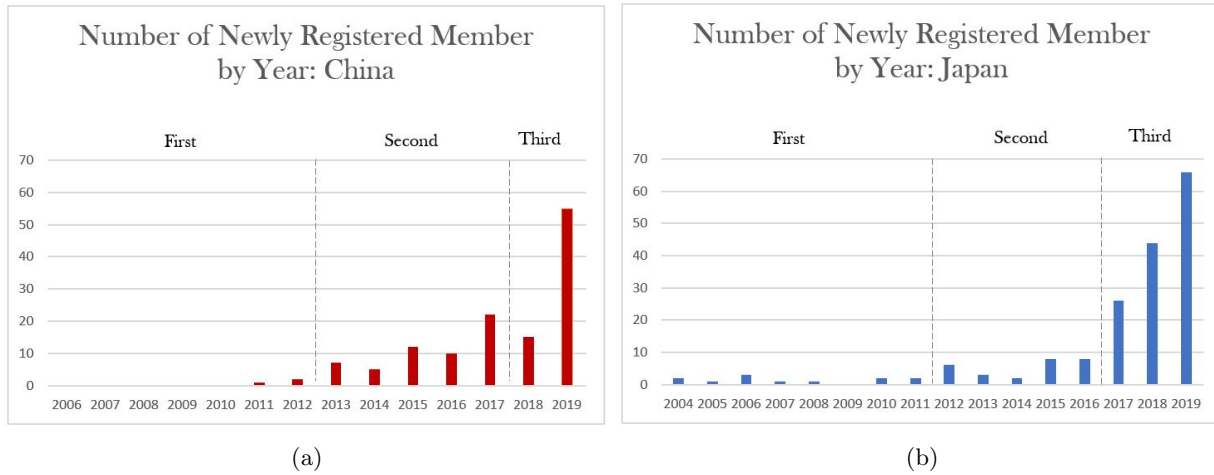 Number of Newly Registered Member
by Year: China
First
Second
Third
70
60
50
40
30
20
10
0
2006 2007 2008 2009 2010 2011 2012 2013 2014 2015 2016 2017 2018 2019
(a)
Number of Newly Registered Member
by Year: Japan
First
Second
Third
70
60
50
40
30
20
10
0
2004 2005 2006 2007 2008 2009 2010 2011 2012 2013 2014 2015 2016 2017 2018 2019
(b)